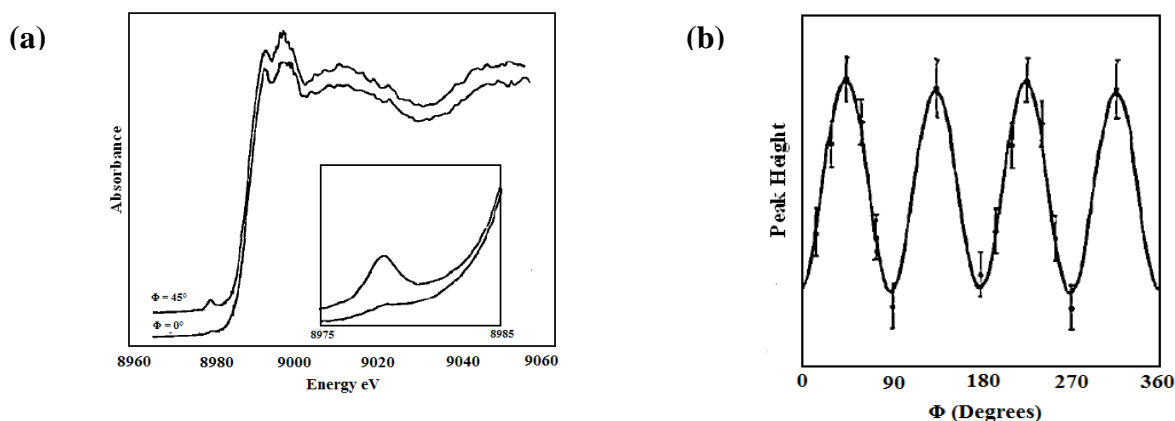 (a)
Absorbance
Φ = 45°
Φ = 0°
8975
8985
8960
8980
9000
9020
9040
9060
Energy eV
(b)
Peak Height
0
90
180
270
360
Φ (Degrees)